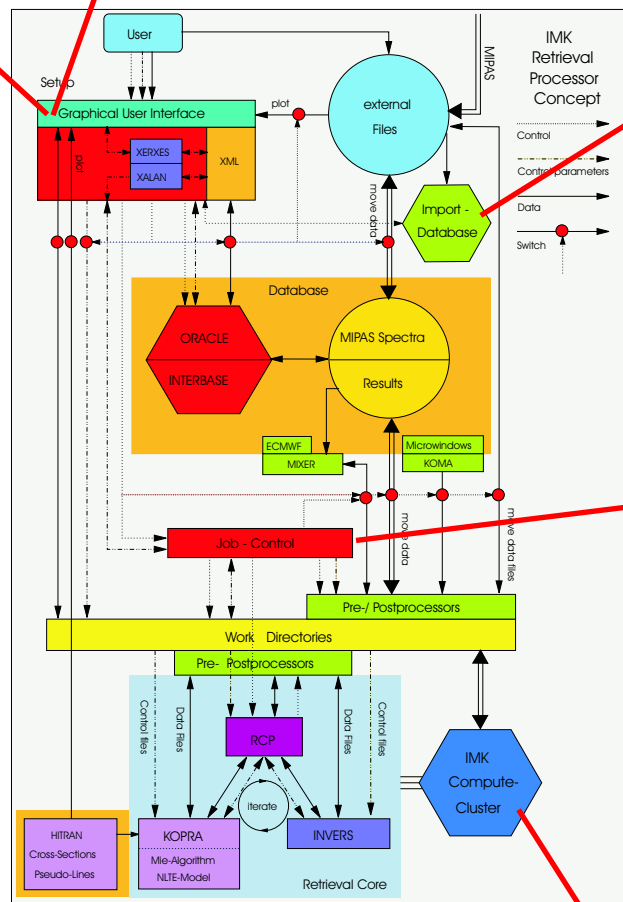 User
IMK
Retrieval
Processor
Concept
MIPAS
Setup
Graphical User Interface
plot
external
Files
Control
XERXES
XALAN
XML
plot
Control parameters
Data
Switch
move data
Import -
Database
Database
ORACLE
INTERBASE
MIPAS Spectra
Results
ECMWF
MIXER
Microwindows
KOMA
Job - Control
move data
move data files
Pre-/ Postprocessors
Work Directories
Pre- Postprocessors
Control files
Data Files
Data Files
Control files
RCP
iterate
IMK
Compute-
Cluster
HITRAN
Cross-Sections
Pseudo-Lines
KOPRA
Mie-Algorithm
NLTE-Model
INVERS
Retrieval Core